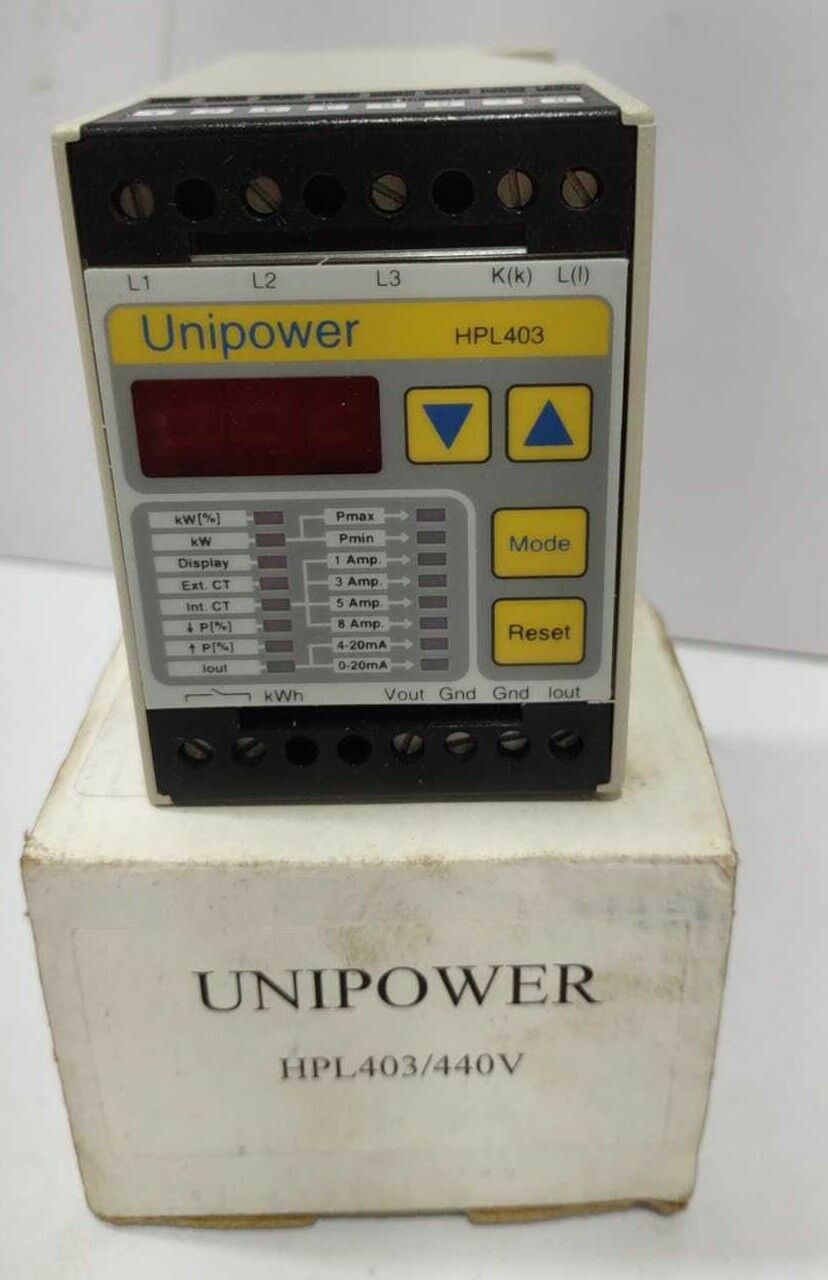 L1 L2 L3 K(k) L(l)
Unipower HPL403
kW[%] Pmax
kW Pmin
Display 1 Amp.
Ext. CT 3 Amp.
Int. CT 5 Amp.
↓ P[%] 8 Amp.
↑ P[%] 4-20mA
Iout 0-20mA
Mode
Reset
kWh Vout Gnd Gnd Iout
UNIPOWER
HPL403/440V